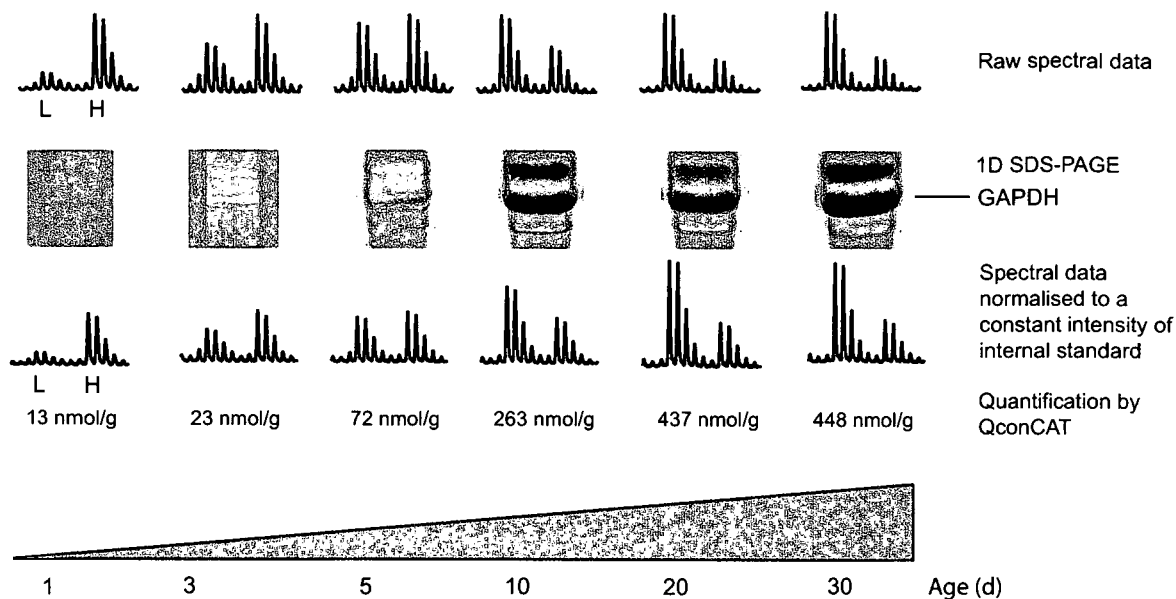 Raw spectral data
L H
1D SDS-PAGE
GAPDH
Spectral data
normalised to a
constant intensity of
internal standard
L H
13 nmol/g 23 nmol/g 72 nmol/g 263 nmol/g 437 nmol/g 448 nmol/g
Quantification by
QconCAT
1 3 5 10 20 30 Age (d)